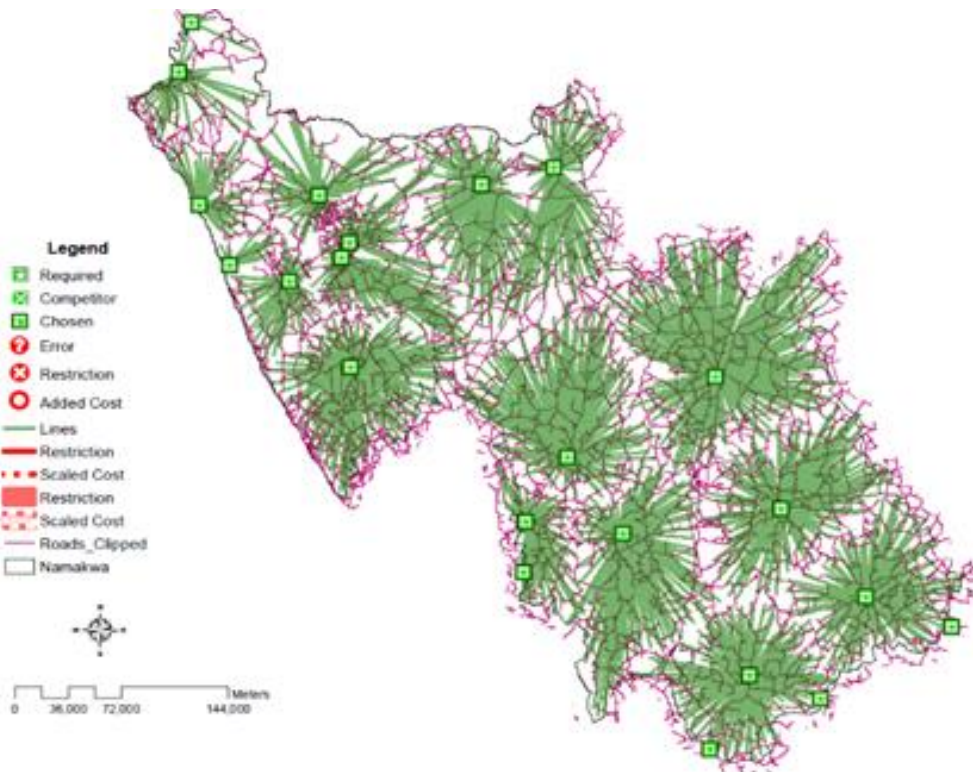 Legend
Required
Competitor
Chosen
Error
Restriction
Added Cost
Lines
Restriction
Scaled Cost
Restriction
Scaled Cost
Roads_Clipped
Namakwa
Meters
0 36,000 72,000 144,000